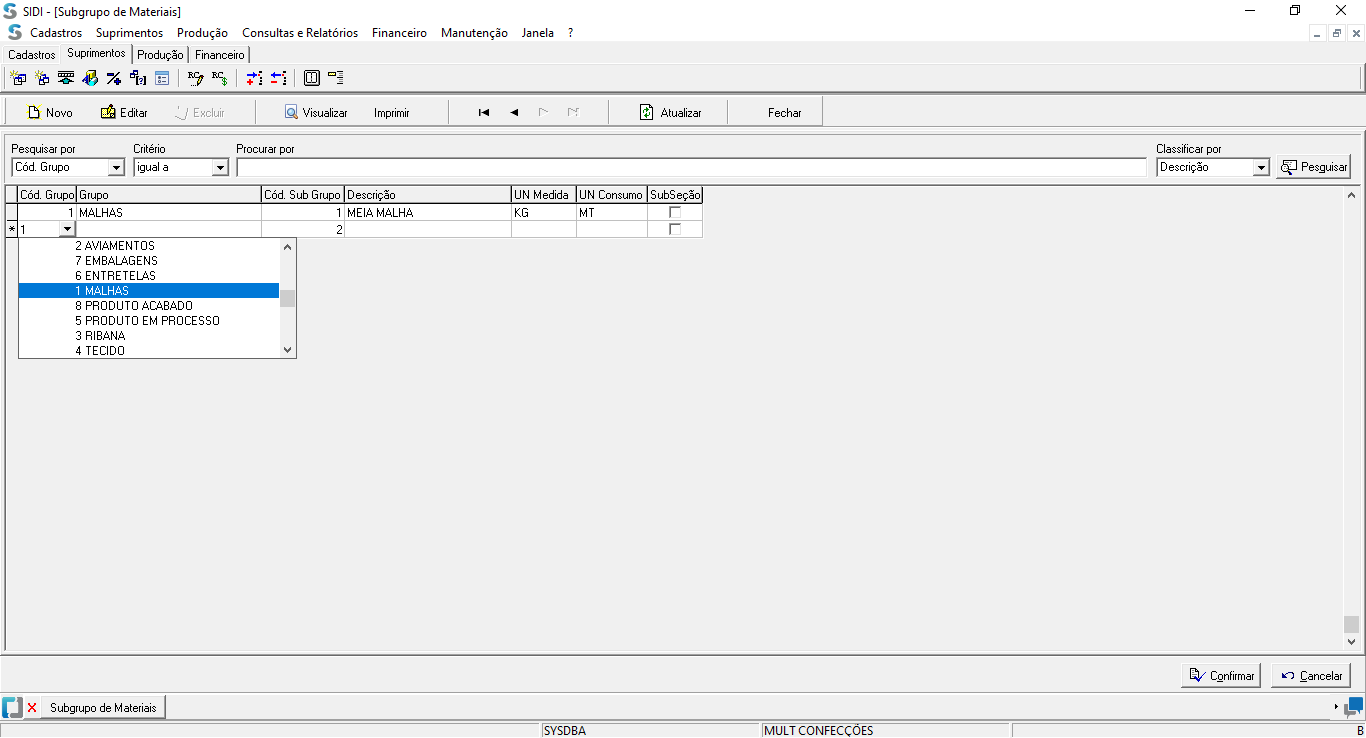 SIDI - [Subgrupo de Materiais]
Cadastros Suprimentos Produção Consultas e Relatórios Financeiro Manutenção Janela ?
Cadastros Suprimentos Produção Financeiro
Novo Editar Excluir Visualizar Imprimir Atualizar Fechar
Pesquisar por Critério Procurar por Classificar por
Cód. Grupo igual a Descrição Pesquisar
Cód. Grupo Grupo Cód. Sub Grupo Descrição UN Medida UN Consumo SubSeção
1 MALHAS 1 MEIA MALHA KG MT
* 1 2
2 AVIAMENTOS
7 EMBALAGENS
6 ENTRETELAS
1 MALHAS
8 PRODUTO ACABADO
5 PRODUTO EM PROCESSO
3 RIBANA
4 TECIDO
Confirmar Cancelar
Subgrupo de Materiais
SYSDBA MULT CONFECÇÕES B